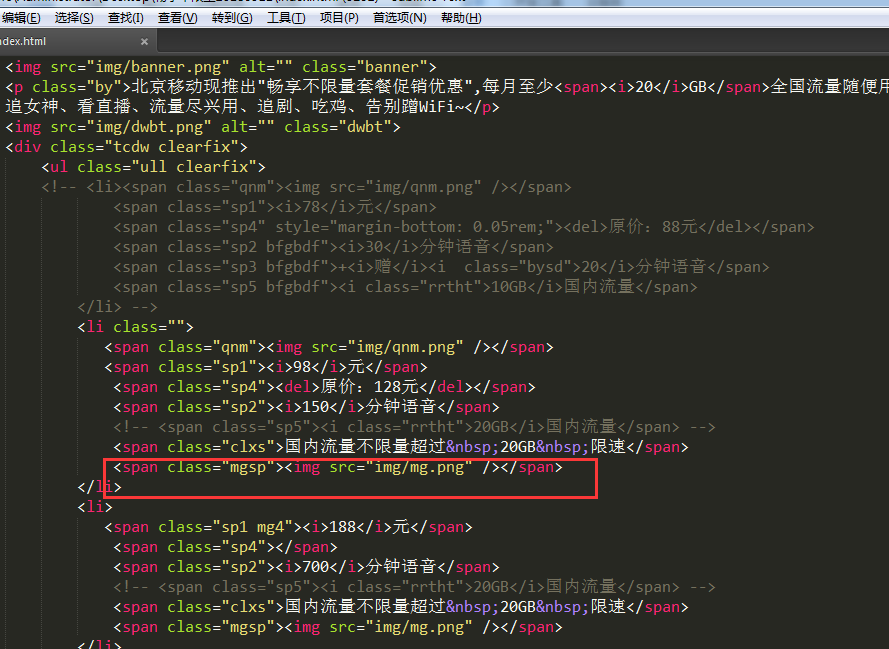 编辑(E) 选择(S) 查找(I) 查看(V) 转到(G) 工具(T) 项目(P) 首选项(N) 帮助(H)
ndex.html ×
<img src="img/banner.png" alt="" class="banner">
<p class="by">北京移动现推出"畅享不限量套餐促销优惠",每月至少<span><i>20</i>GB</span>全国流量随便用
追女神、看直播、流量尽兴用、追剧、吃鸡、告别蹭WiFi~</p>
<img src="img/dwbt.png" alt="" class="dwbt">
<div class="tcdw clearfix">
<ul class="ull clearfix">
<!-- <li><span class="qnm"><img src="img/qnm.png" /></span>
<span class="sp1"><i>78</i>元</span>
<span class="sp4" style="margin-bottom: 0.05rem;"><del>原价：88元</del></span>
<span class="sp2 bfgbdf"><i>30</i>分钟语音</span>
<span class="sp3 bfgbdf">+<i>赠</i><i  class="bysd">20</i>分钟语音</span>
<span class="sp5 bfgbdf"><i class="rrtht">10GB</i>国内流量</span>
</li> -->
<li class="">
<span class="qnm"><img src="img/qnm.png" /></span>
<span class="sp1"><i>98</i>元</span>
<span class="sp4"><del>原价：128元</del></span>
<span class="sp2"><i>150</i>分钟语音</span>
<!-- <span class="sp5"><i class="rrtht">20GB</i>国内流量</span> -->
<span class="clxs">国内流量不限量超过&nbsp;20GB&nbsp;限速</span>
<span class="mgsp"><img src="img/mg.png" /></span>
</li>
<li>
<span class="sp1 mg4"><i>188</i>元</span>
<span class="sp4"></span>
<span class="sp2"><i>700</i>分钟语音</span>
<!-- <span class="sp5"><i class="rrtht">20GB</i>国内流量</span> -->
<span class="clxs">国内流量不限量超过&nbsp;20GB&nbsp;限速</span>
<span class="mgsp"><img src="img/mg.png" /></span>
</li>